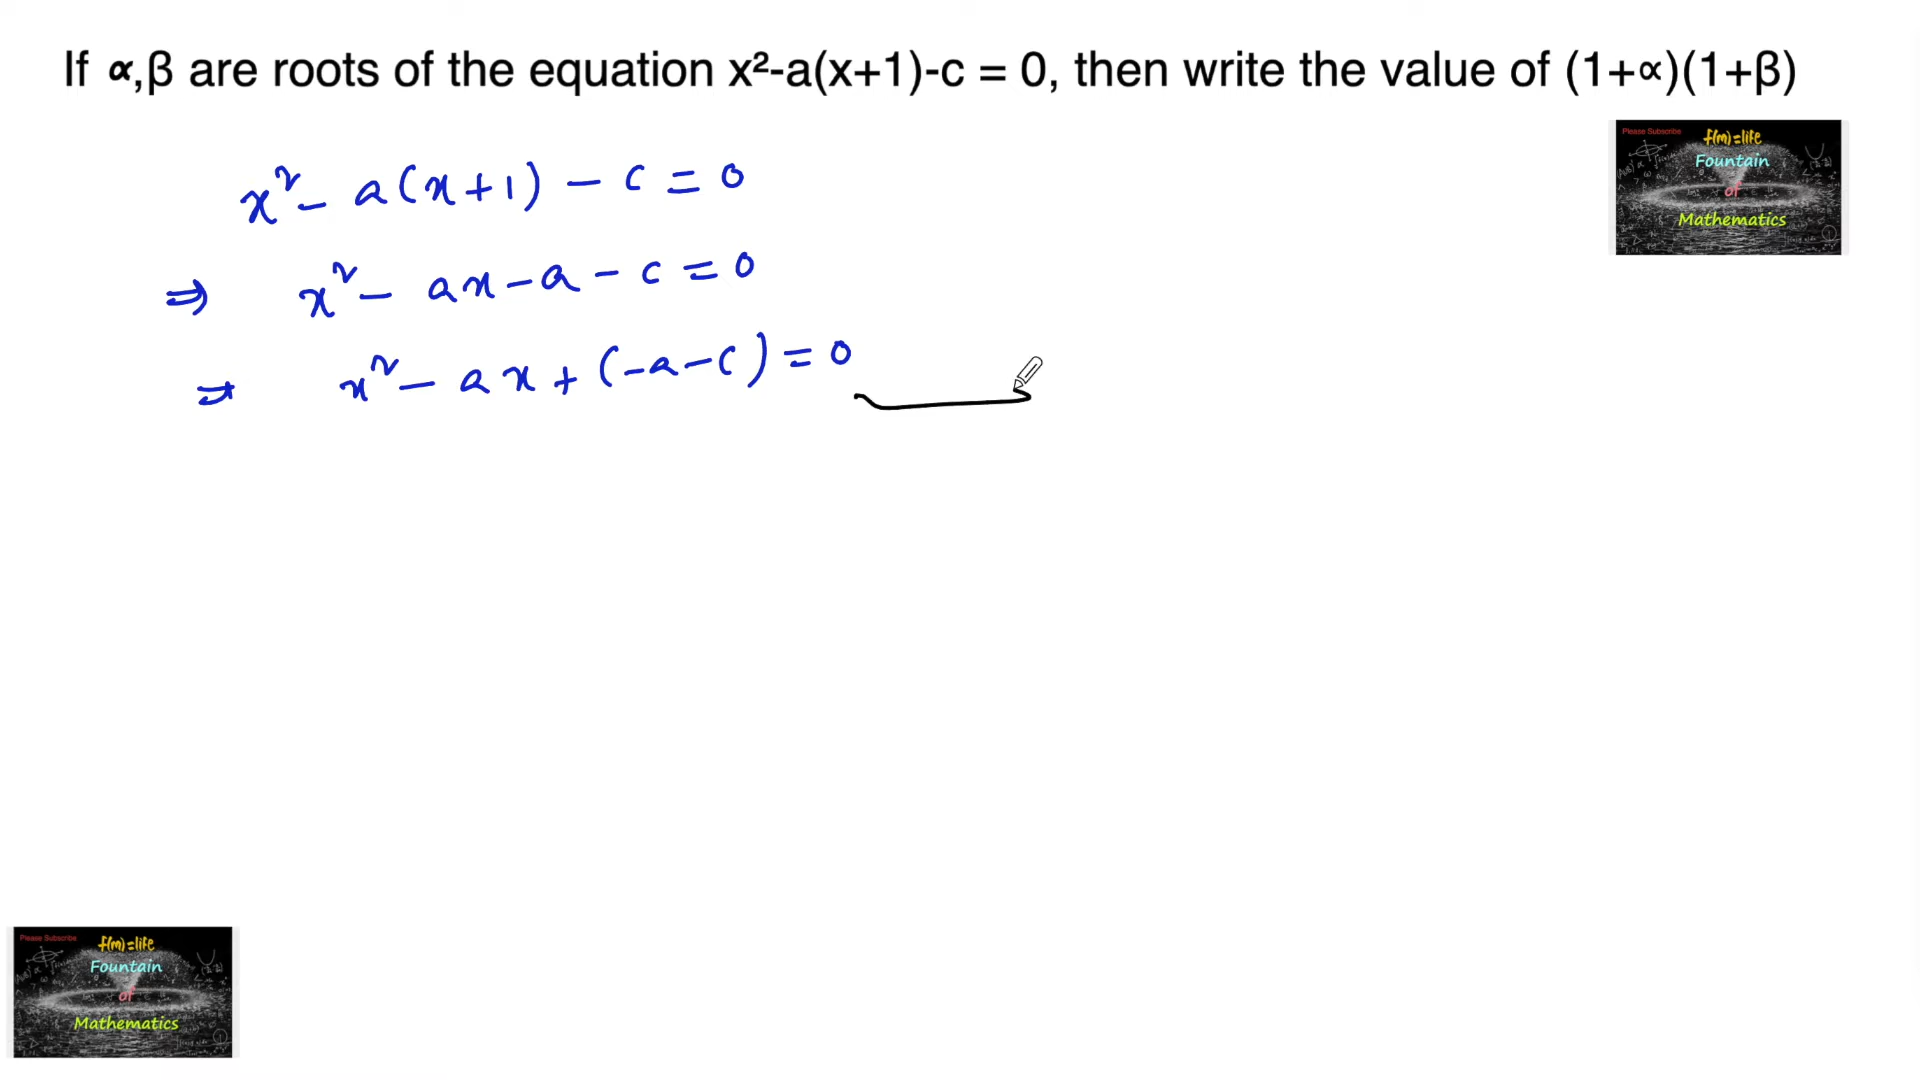 If ∝,β are roots of the equation x²-a(x+1)-c = 0, then write the value of (1+∝)(1+β)
Please Subscribe
f(m)=life
Fountain
of
Mathematics
x² - a(x+1) - c = 0
⇒ x² - ax - a - c = 0
⇒ x² - ax + (-a-c) = 0
Please Subscribe
f(m)=life
Fountain
of
Mathematics